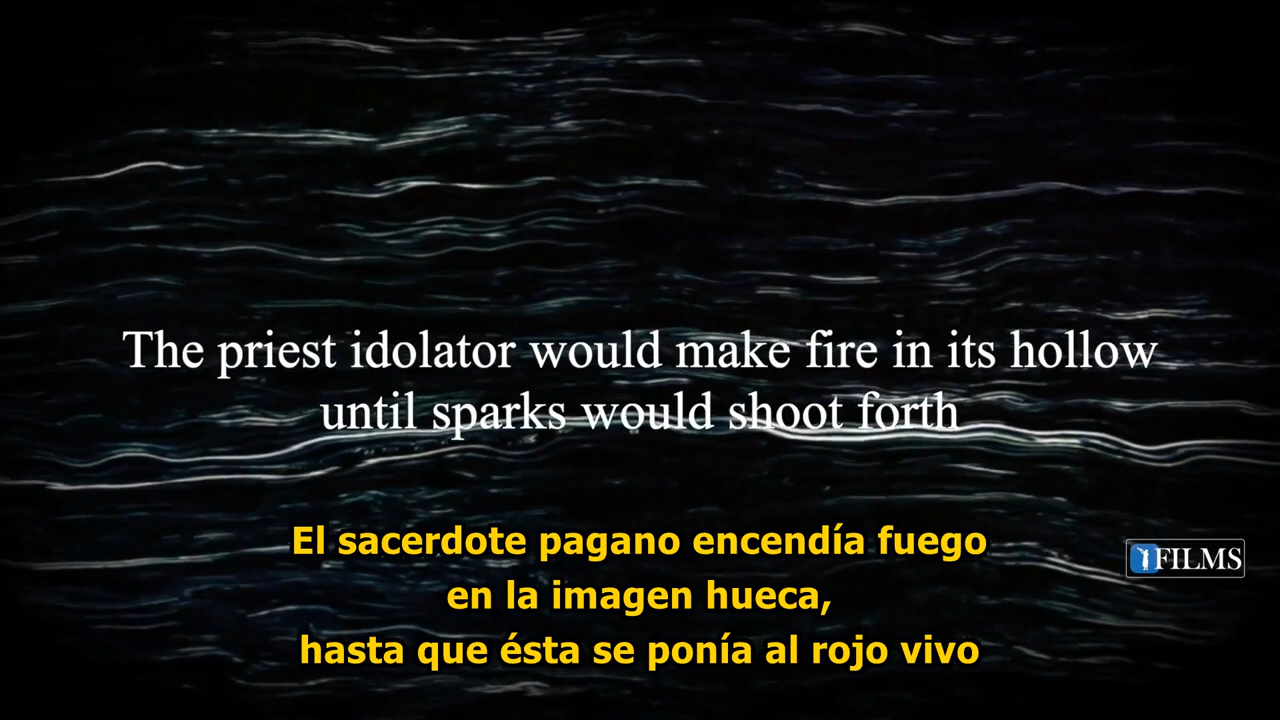 The priest idolator would make fire in its hollow
until sparks would shoot forth
El sacerdote pagano encendía fuego
en la imagen hueca,
hasta que ésta se ponía al rojo vivo
FILMS